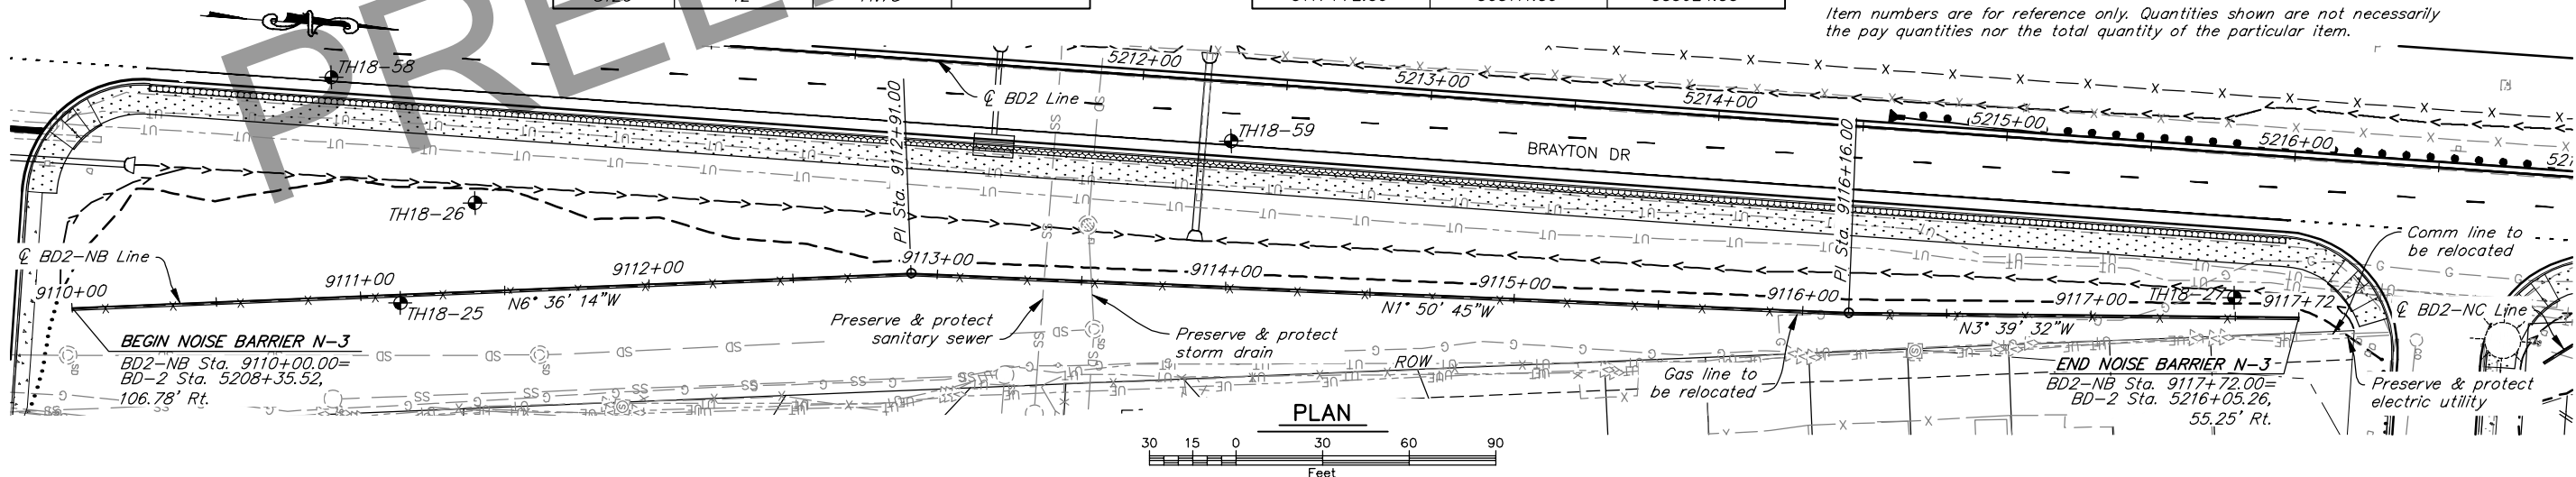 Item numbers are for reference only. Quantities shown are not necessarily
the pay quantities nor the total quantity of the particular item.
TH18-58
℄ BD2 Line
5212+00
5213+00
5214+00
5215+00
5216+00
TH18-59
BRAYTON DR
PI Sta. 9112+91.00
PI Sta. 9116+16.00
TH18-26
℄ BD2-NB Line
9110+00
9111+00
9112+00
9113+00
9114+00
9115+00
9116+00
9117+00
TH18-27
9117+72
Comm line to
be relocated
℄ BD2-NC Line
TH18-25
N6° 36' 14"W
N1° 50' 45"W
N3° 39' 32"W
BEGIN NOISE BARRIER N-3
BD2-NB Sta. 9110+00.00=
BD-2 Sta. 5208+35.52,
106.78' Rt.
Preserve & protect
sanitary sewer
Preserve & protect
storm drain
ROW
Gas line to
be relocated
END NOISE BARRIER N-3
BD2-NB Sta. 9117+72.00=
BD-2 Sta. 5216+05.26,
55.25' Rt.
Preserve & protect
electric utility
PLAN
30 15 0 30 60 90
Feet